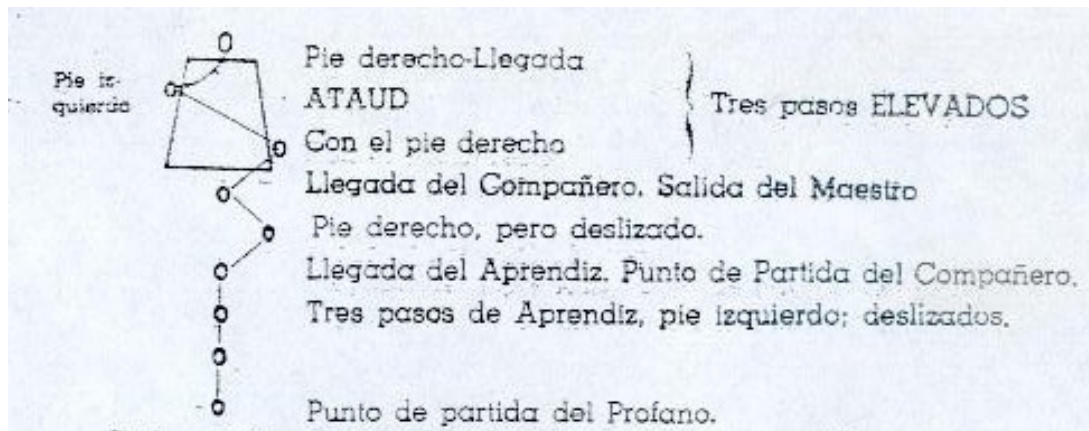 Pie derecho-Llegada
Pie iz-
quierdo
ATAUD
Tres pasos ELEVADOS
Con el pie derecho
Llegada del Compañero. Salida del Maestro
Pie derecho, pero deslizado.
Llegada del Aprendiz. Punto de Partida del Compañero.
Tres pasos de Aprendiz, pie izquierdo; deslizados.
Punto de partida del Profano.